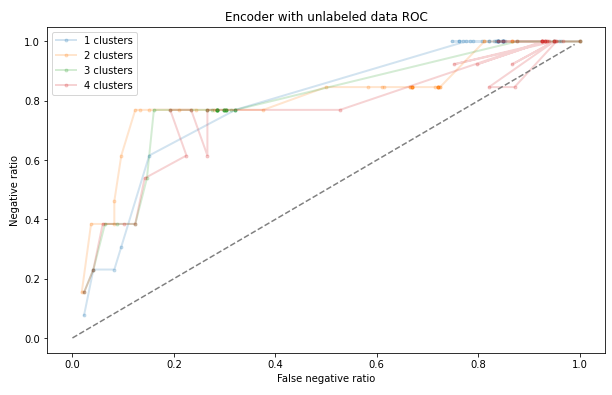 Encoder with unlabeled data ROC
1 clusters
2 clusters
3 clusters
4 clusters
Negative ratio
1.0
0.8
0.6
0.4
0.2
0.0
0.0 0.2 0.4 0.6 0.8 1.0
False negative ratio